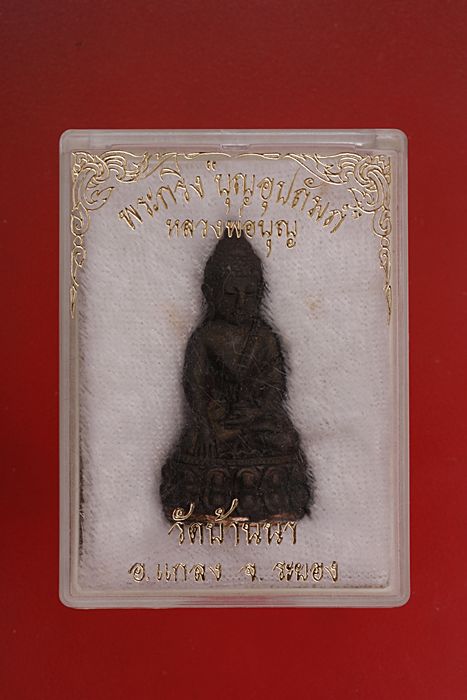 พระกริ่ง "บุญอุปถัมภ์"
หลวงพ่อบุญ
วัดบ้านนา
อ.แกลง จ.ระยอง